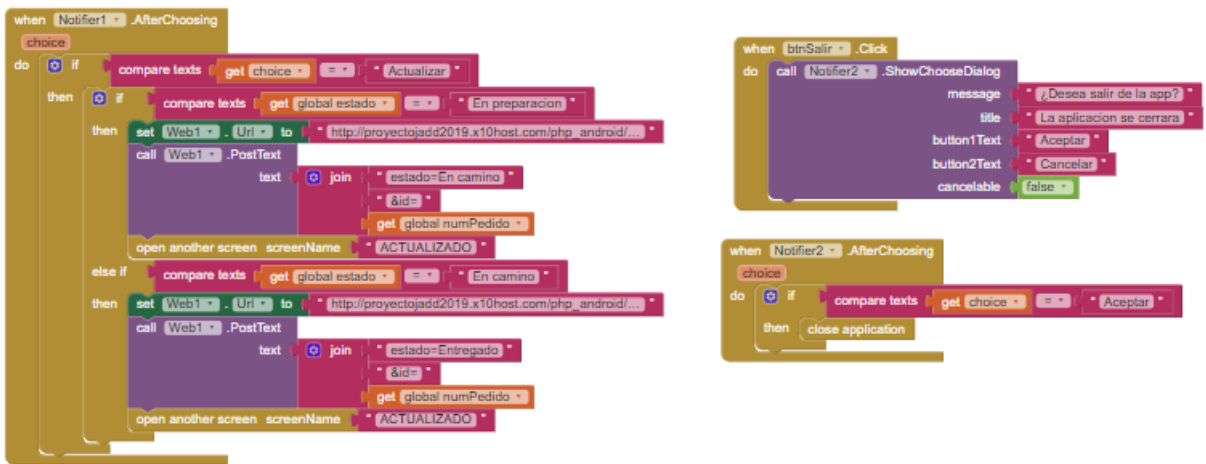 when Notifier1 .AfterChoosing
choice
do if compare texts get choice = " Actualizar "
then if compare texts get global estado = " En preparacion "
then set Web1 . Url to " http://proyectojadd2019.x10host.com/php_android/... "
call Web1 .PostText
text join " estado=En camino "
" &id= "
get global numPedido
open another screen screenName " ACTUALIZADO "
else if compare texts get global estado = " En camino "
then set Web1 . Url to " http://proyectojadd2019.x10host.com/php_android/... "
call Web1 .PostText
text join " estado=Entregado "
" &id= "
get global numPedido
open another screen screenName " ACTUALIZADO "
when btnSalir .Click
do call Notifier2 .ShowChooseDialog
message " ¿Desea salir de la app? "
title " La aplicacion se cerrara "
button1Text " Aceptar "
button2Text " Cancelar "
cancelable false
when Notifier2 .AfterChoosing
choice
do if compare texts get choice = " Aceptar "
then close application